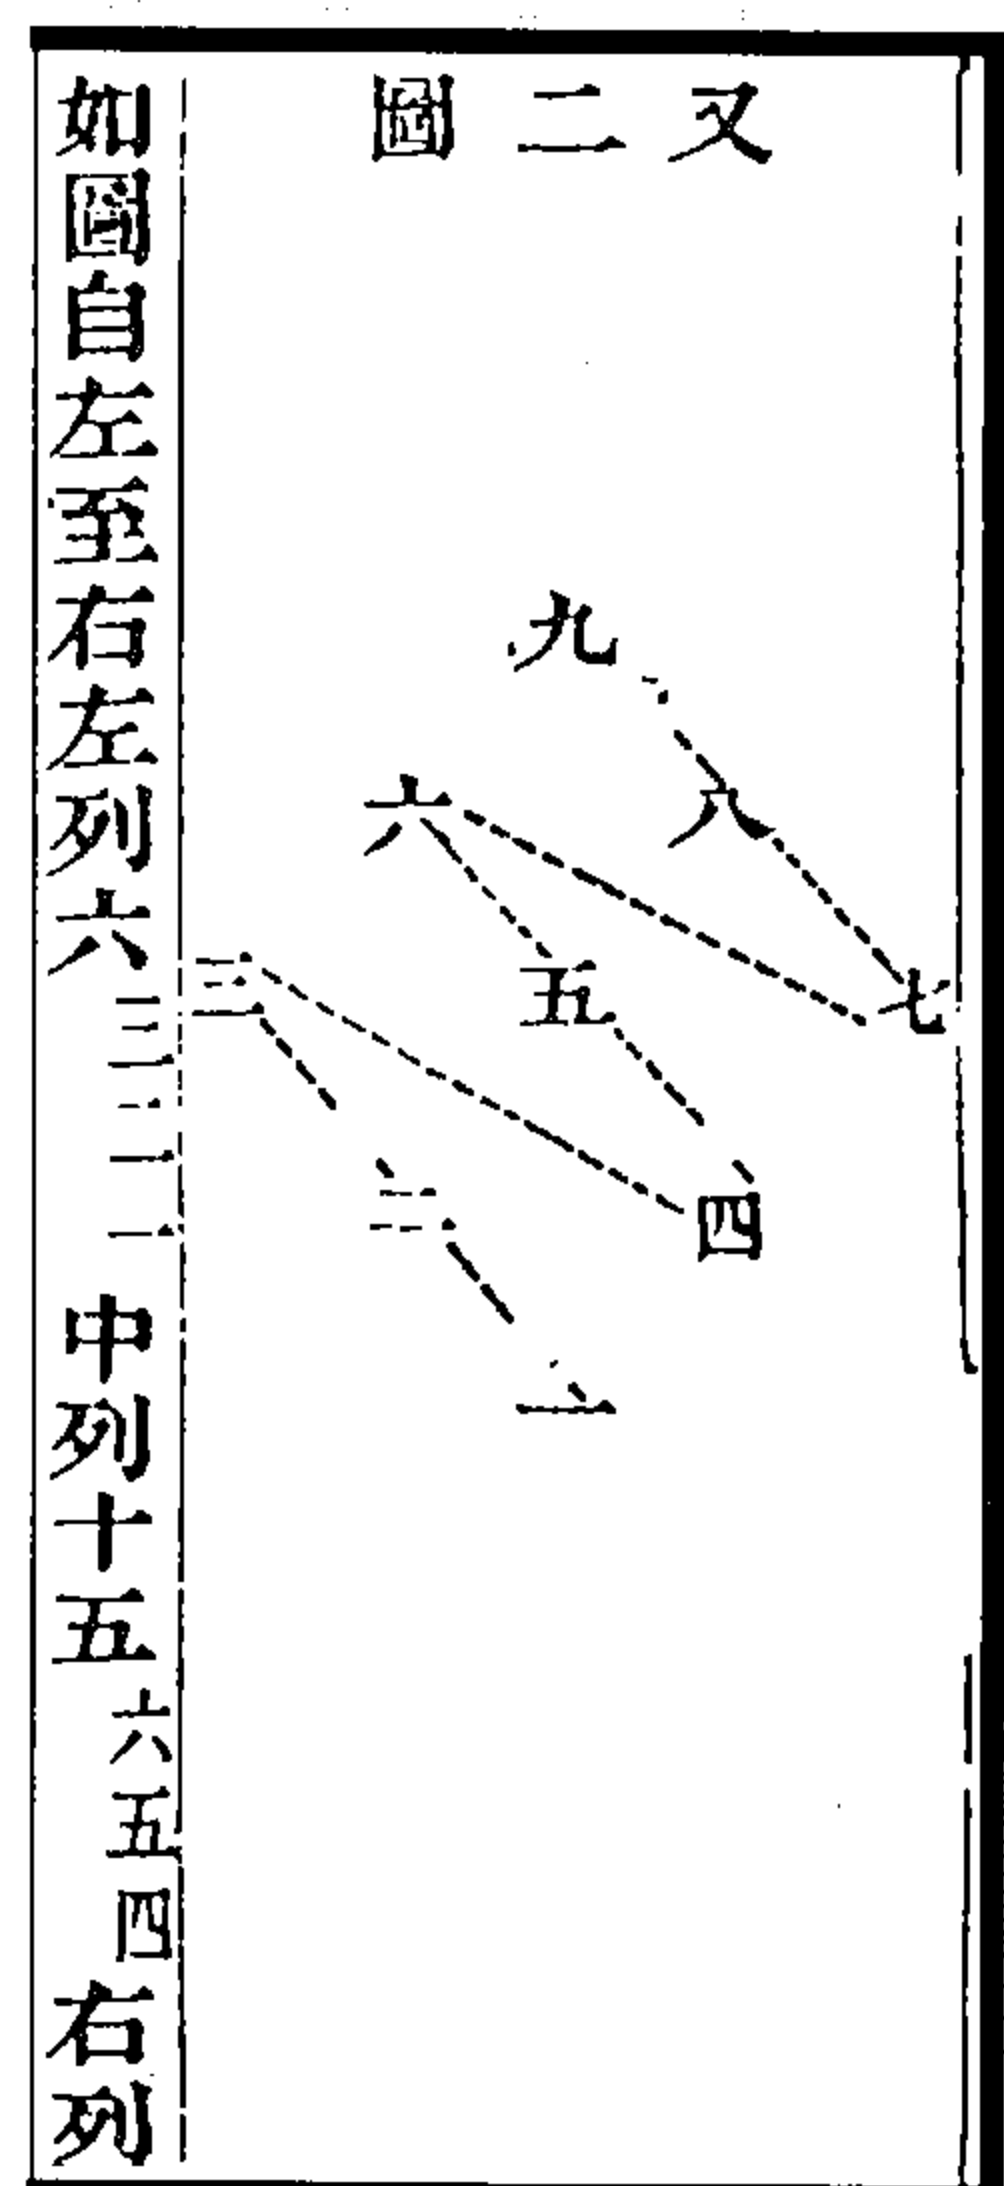 又二圖
九
八 六
七 五 三
四 二
一
如圖自左至右左列六三二一中列十五六五四右列